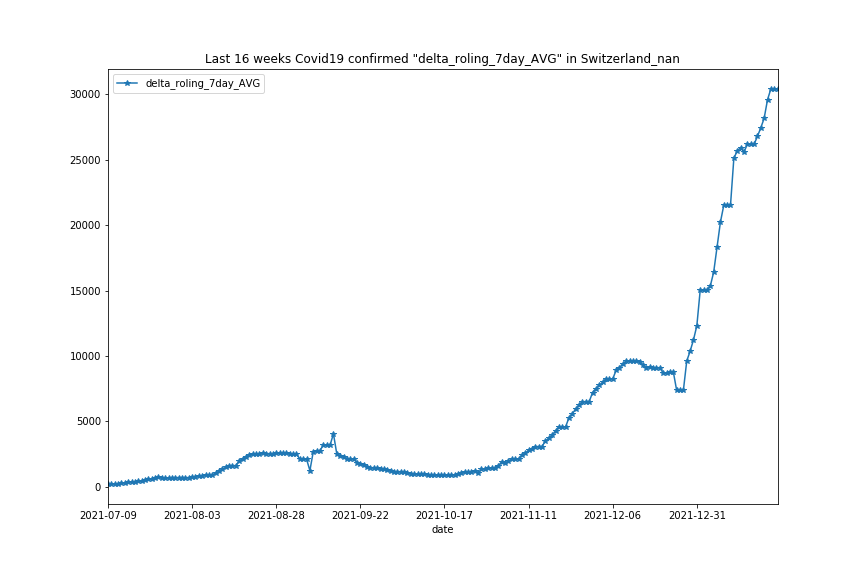 Last 16 weeks Covid19 confirmed "delta_roling_7day_AVG" in Switzerland_nan
delta_roling_7day_AVG
30000
25000
20000
15000
10000
5000
0
2021-07-09 2021-08-03 2021-08-28 2021-09-22 2021-10-17 2021-11-11 2021-12-06 2021-12-31
date